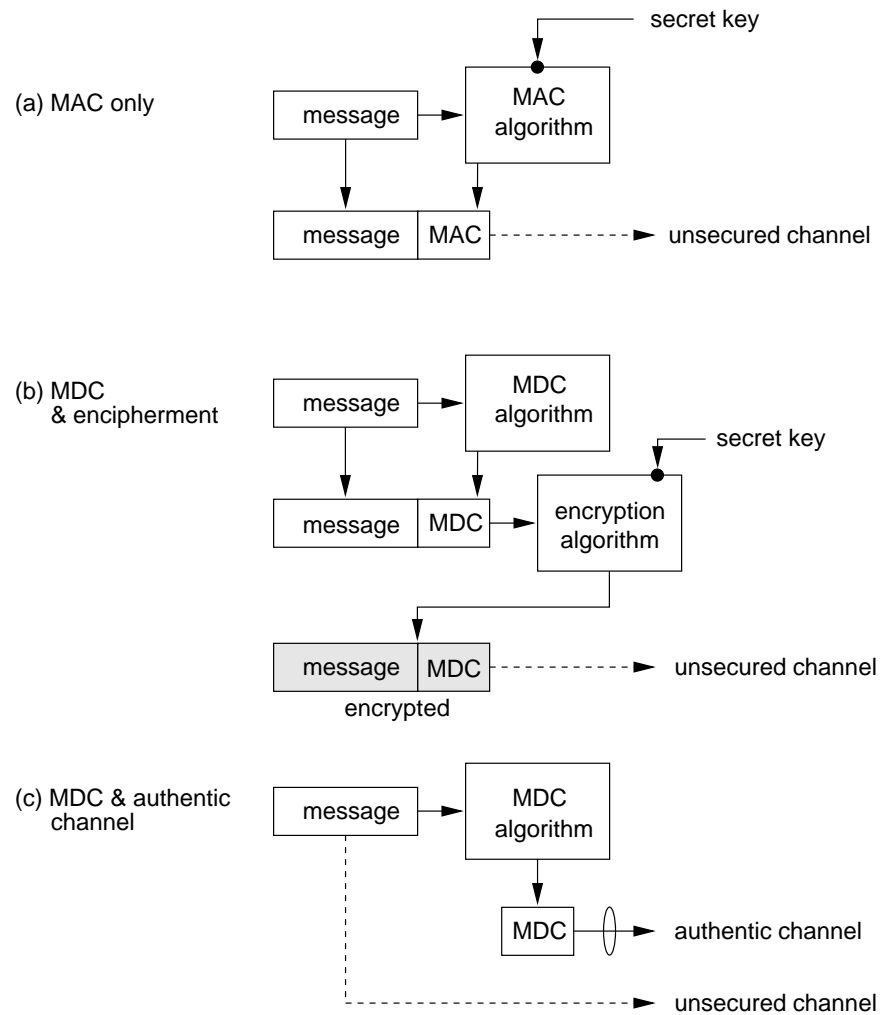 secret key
(a) MAC only
message
MAC
algorithm
message
MAC
unsecured channel
(b) MDC
& encipherment
message
MDC
algorithm
secret key
message
MDC
encryption
algorithm
message
MDC
unsecured channel
encrypted
(c) MDC & authentic
channel
message
MDC
algorithm
MDC
authentic channel
unsecured channel